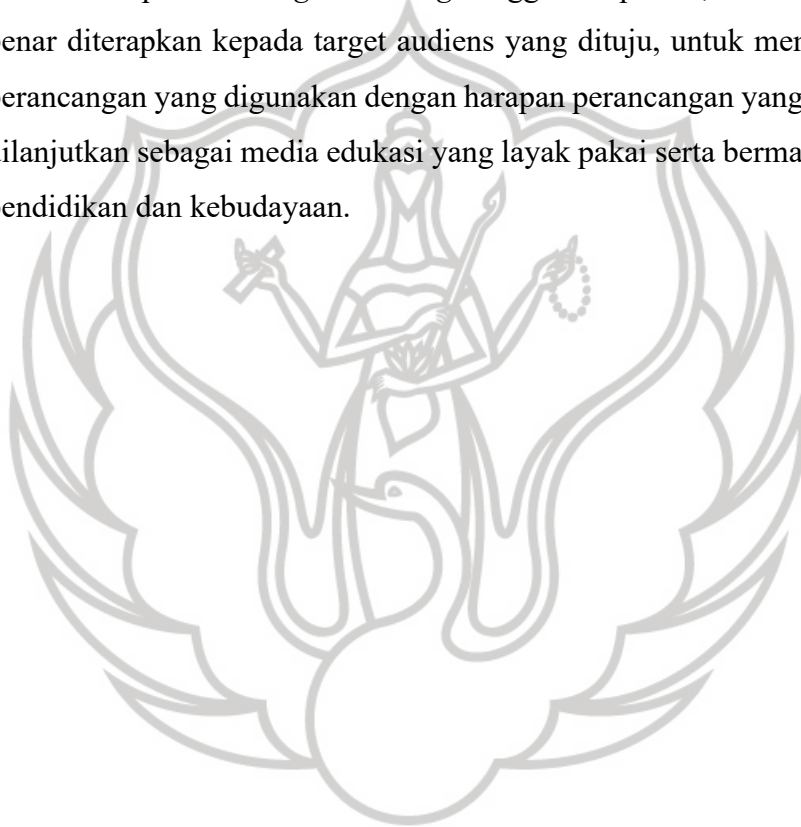 enar diterapkan kepada target audiens yang dituju, untuk mer
erancangan yang digunakan dengan harapan perancangan yang
ilanjutkan sebagai media edukasi yang layak pakai serta berma
endidikan dan kebudayaan.